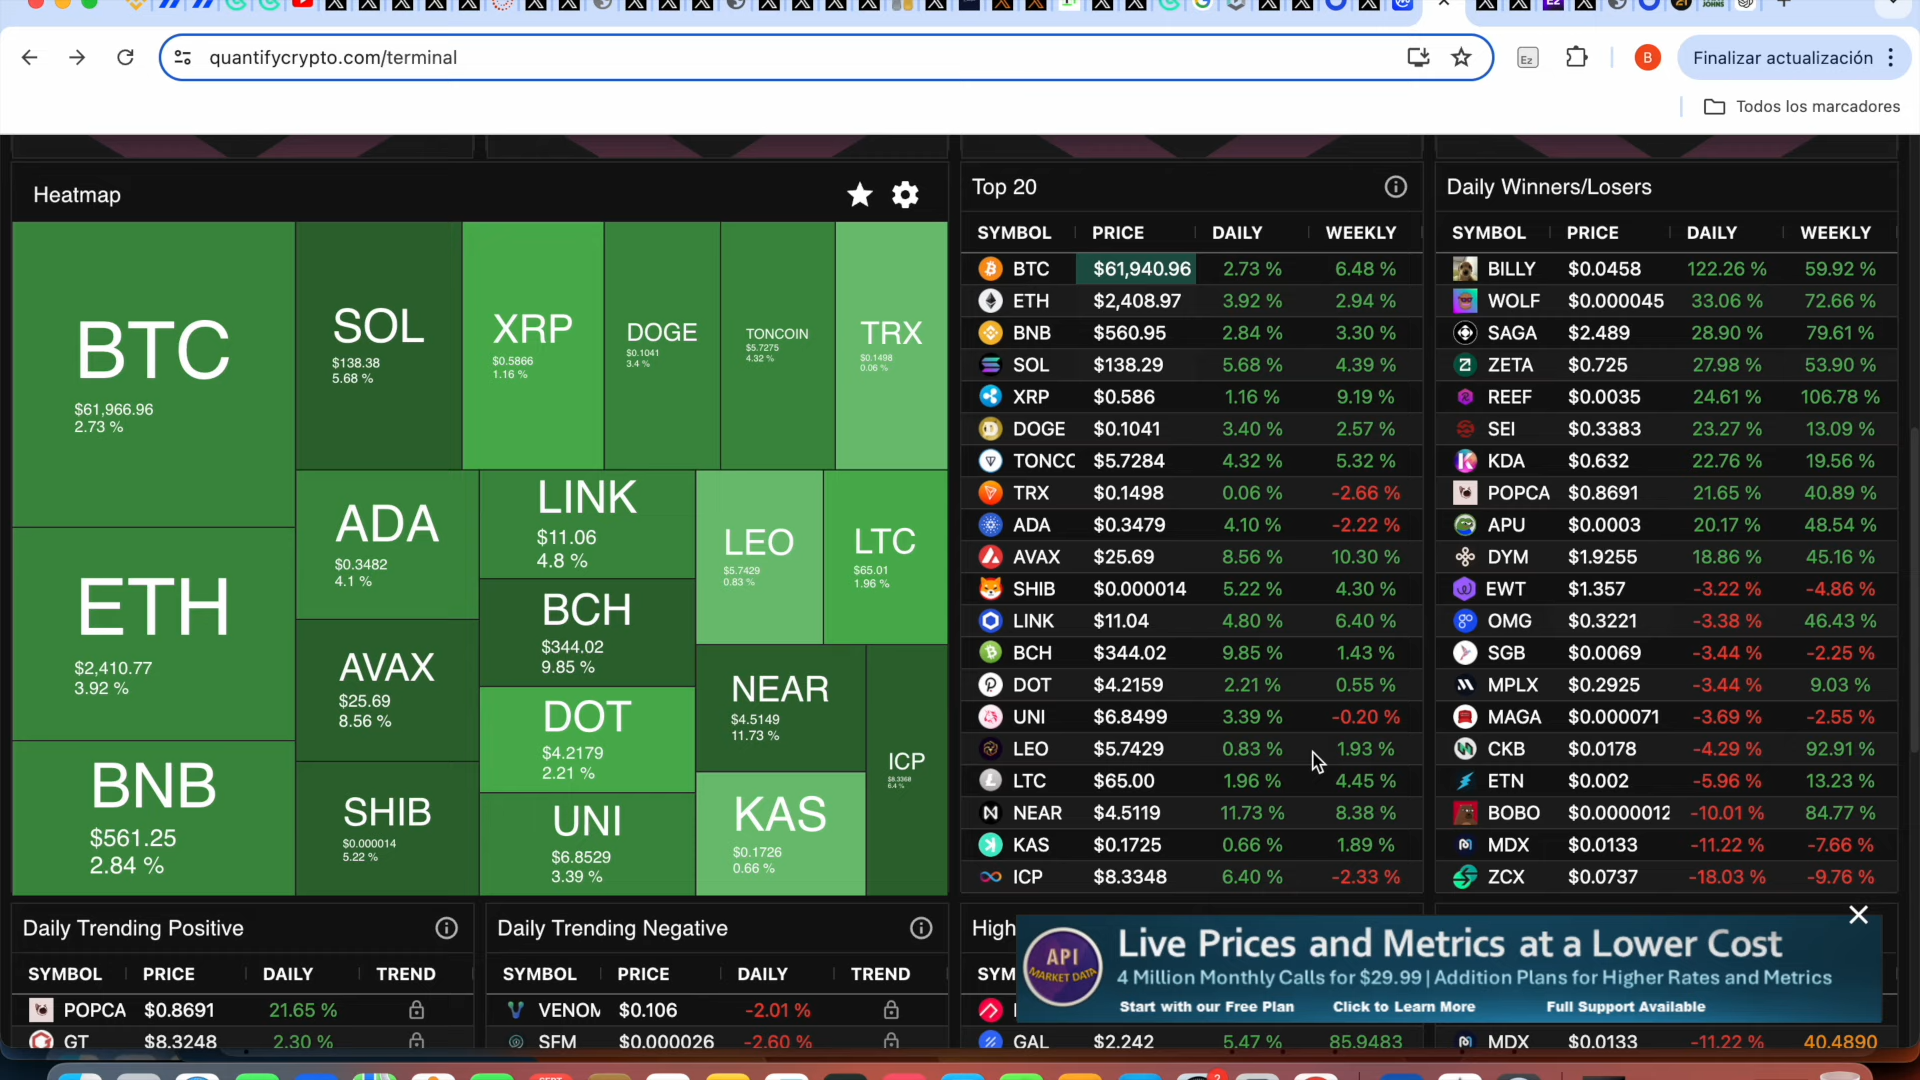 quantifycrypto.com/terminal
Ez
B
Finalizar actualización
Todos los marcadores
Heatmap
BTC
$61,966.96
2.73 %
ETH
$2,410.77
3.92 %
BNB
$561.25
2.84 %
SOL
$138.38
5.68 %
XRP
$0.5866
1.16 %
DOGE
$0.1041
3.4 %
TONCOIN
$5.7275
4.32 %
TRX
$0.1498
0.06 %
ADA
$0.3482
4.1 %
AVAX
$25.69
8.56 %
SHIB
$0.000014
5.22 %
LINK
$11.06
4.8 %
BCH
$344.02
9.85 %
DOT
$4.2179
2.21 %
UNI
$6.8529
3.39 %
LEO
$5.7429
0.83 %
LTC
$65.01
1.96 %
NEAR
$4.5149
11.73 %
KAS
$0.1726
0.66 %
ICP
6.4 %
Top 20
SYMBOL PRICE DAILY WEEKLY
BTC $61,940.96 2.73 % 6.48 %
ETH $2,408.97 3.92 % 2.94 %
BNB $560.95 2.84 % 3.30 %
SOL $138.29 5.68 % 4.39 %
XRP $0.586 1.16 % 9.19 %
DOGE $0.1041 3.40 % 2.57 %
TONCC $5.7284 4.32 % 5.32 %
TRX $0.1498 0.06 % -2.66 %
ADA $0.3479 4.10 % -2.22 %
AVAX $25.69 8.56 % 10.30 %
SHIB $0.000014 5.22 % 4.30 %
LINK $11.04 4.80 % 6.40 %
BCH $344.02 9.85 % 1.43 %
DOT $4.2159 2.21 % 0.55 %
UNI $6.8499 3.39 % -0.20 %
LEO $5.7429 0.83 % 1.93 %
LTC $65.00 1.96 % 4.45 %
NEAR $4.5119 11.73 % 8.38 %
KAS $0.1725 0.66 % 1.89 %
ICP $8.3348 6.40 % -2.33 %
Daily Winners/Losers
SYMBOL PRICE DAILY WEEKLY
BILLY $0.0458 122.26 % 59.92 %
WOLF $0.000045 33.06 % 72.66 %
SAGA $2.489 28.90 % 79.61 %
ZETA $0.725 27.98 % 53.90 %
REEF $0.0035 24.61 % 106.78 %
SEI $0.3383 23.27 % 13.09 %
KDA $0.632 22.76 % 19.56 %
POPCA $0.8691 21.65 % 40.89 %
APU $0.0003 20.17 % 48.54 %
DYM $1.9255 18.86 % 45.16 %
EWT $1.357 -3.22 % -4.86 %
OMG $0.3221 -3.38 % 46.43 %
SGB $0.0069 -3.44 % -2.25 %
MPLX $0.2925 -3.44 % 9.03 %
MAGA $0.000071 -3.69 % -2.55 %
CKB $0.0178 -4.29 % 92.91 %
ETN $0.002 -5.96 % 13.23 %
BOBO $0.0000012 -10.01 % 84.77 %
MDX $0.0133 -11.22 % -7.66 %
ZCX $0.0737 -18.03 % -9.76 %
Daily Trending Positive
SYMBOL PRICE DAILY TREND
POPCA $0.8691 21.65 %
GT $8.3248 2.30 %
Daily Trending Negative
SYMBOL PRICE DAILY TREND
VENOM $0.106 -2.01 %
SFM $0.000026 -2.60 %
High
SYM
GAL $2.242 5.47 % 85.9483
MDX $0.0133 -11.22 % 40.4890
API
MARKET DATA
Live Prices and Metrics at a Lower Cost
4 Million Monthly Calls for $29.99 | Addition Plans for Higher Rates and Metrics
Start with our Free Plan Click to Learn More Full Support Available